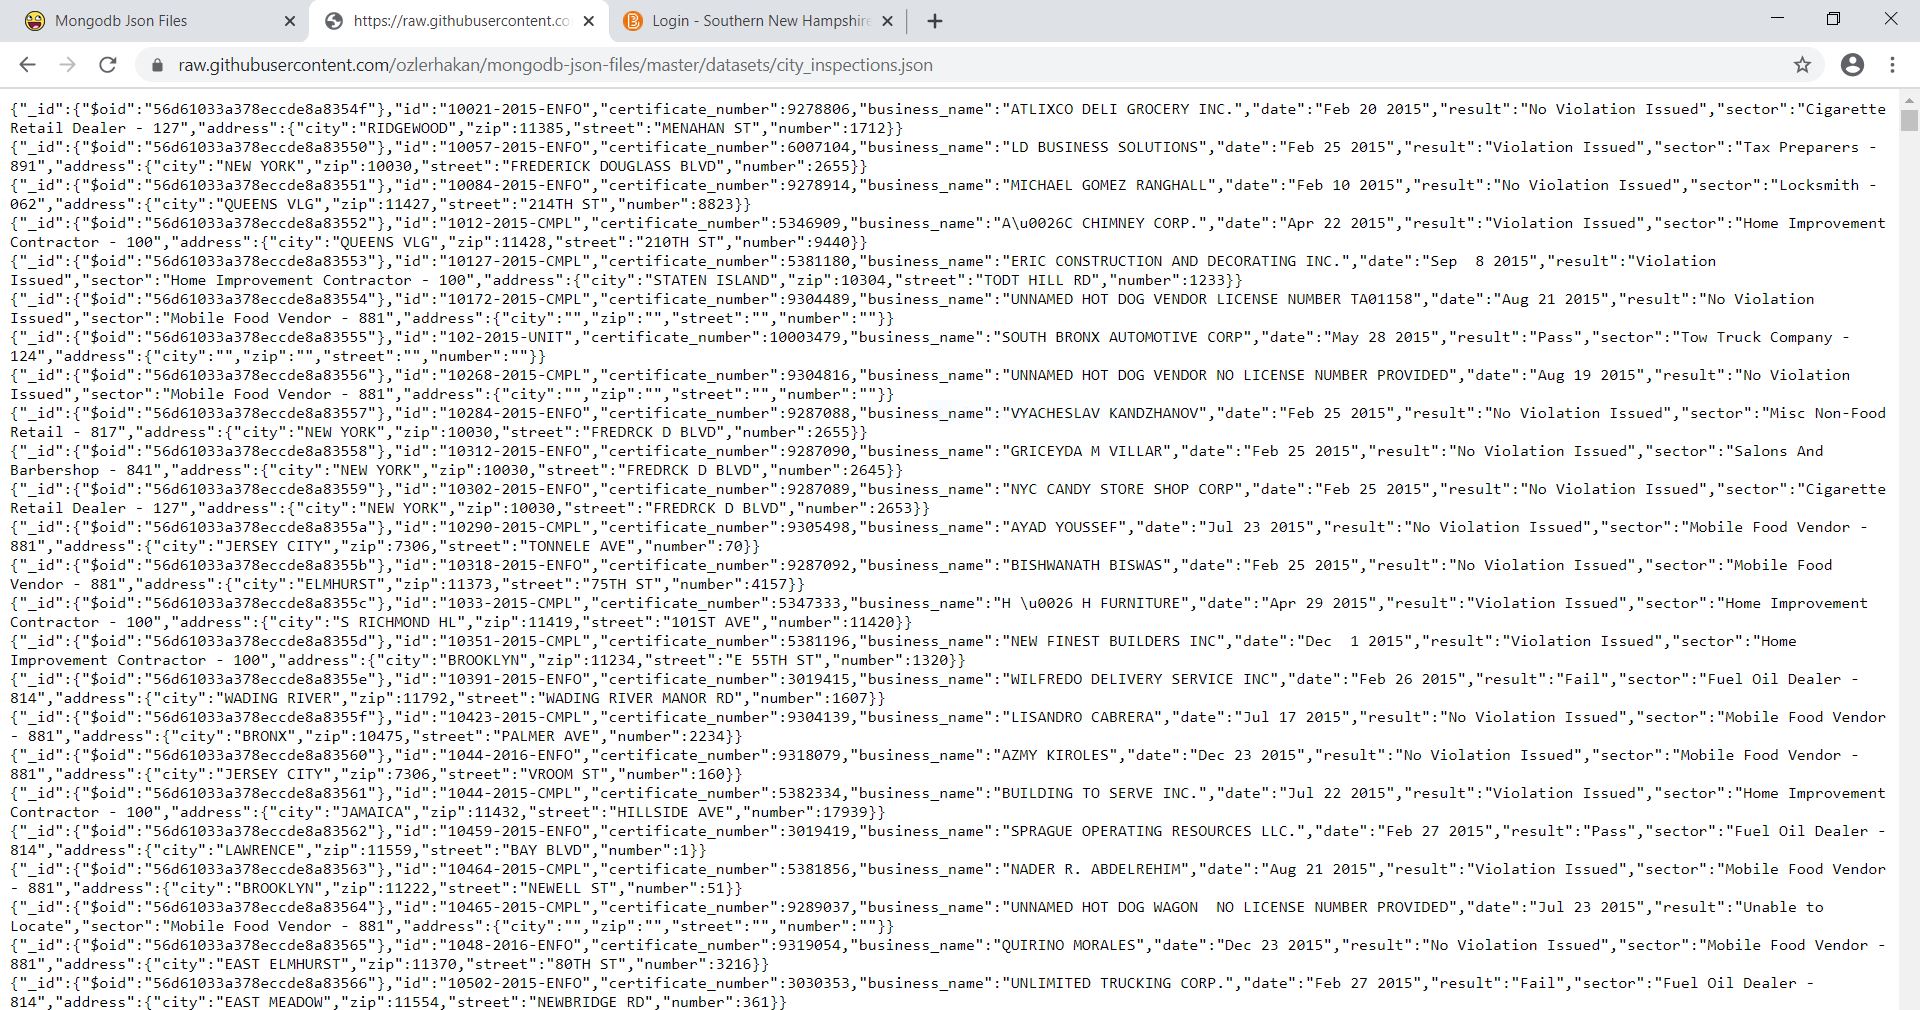 Mongodb Json Files
https://raw.githubusercontent.co
Login - Southern New Hampshire
raw.githubusercontent.com/ozlerhakan/mongodb-json-files/master/datasets/city_inspections.json
{"_id":{"$oid":"56d61033a378eccde8a8354f"},"id":"10021-2015-ENFO","certificate_number":9278806,"business_name":"ATLIXCO DELI GROCERY INC.","date":"Feb 20 2015","result":"No Violation Issued","sector":"Cigarette
Retail Dealer - 127","address":{"city":"RIDGEWOOD","zip":11385,"street":"MENAHAN ST","number":1712}}
{"_id":{"$oid":"56d61033a378eccde8a83550"},"id":"10057-2015-ENFO","certificate_number":6007104,"business_name":"LD BUSINESS SOLUTIONS","date":"Feb 25 2015","result":"Violation Issued","sector":"Tax Preparers -
891","address":{"city":"NEW YORK","zip":10030,"street":"FREDERICK DOUGLASS BLVD","number":2655}}
{"_id":{"$oid":"56d61033a378eccde8a83551"},"id":"10084-2015-ENFO","certificate_number":9278914,"business_name":"MICHAEL GOMEZ RANGHALL","date":"Feb 10 2015","result":"No Violation Issued","sector":"Locksmith -
062","address":{"city":"QUEENS VLG","zip":11427,"street":"214TH ST","number":8823}}
{"_id":{"$oid":"56d61033a378eccde8a83552"},"id":"1012-2015-CMPL","certificate_number":5346909,"business_name":"A\u0026C CHIMNEY CORP.","date":"Apr 22 2015","result":"Violation Issued","sector":"Home Improvement
Contractor - 100","address":{"city":"QUEENS VLG","zip":11428,"street":"210TH ST","number":9440}}
{"_id":{"$oid":"56d61033a378eccde8a83553"},"id":"10127-2015-CMPL","certificate_number":5381180,"business_name":"ERIC CONSTRUCTION AND DECORATING INC.","date":"Sep  8 2015","result":"Violation
Issued","sector":"Home Improvement Contractor - 100","address":{"city":"STATEN ISLAND","zip":10304,"street":"TODT HILL RD","number":1233}}
{"_id":{"$oid":"56d61033a378eccde8a83554"},"id":"10172-2015-CMPL","certificate_number":9304489,"business_name":"UNNAMED HOT DOG VENDOR LICENSE NUMBER TA01158","date":"Aug 21 2015","result":"No Violation
Issued","sector":"Mobile Food Vendor - 881","address":{"city":"","zip":"","street":"","number":""}}
{"_id":{"$oid":"56d61033a378eccde8a83555"},"id":"102-2015-UNIT","certificate_number":10003479,"business_name":"SOUTH BRONX AUTOMOTIVE CORP","date":"May 28 2015","result":"Pass","sector":"Tow Truck Company -
124","address":{"city":"","zip":"","street":"","number":""}}
{"_id":{"$oid":"56d61033a378eccde8a83556"},"id":"10268-2015-CMPL","certificate_number":9304816,"business_name":"UNNAMED HOT DOG VENDOR NO LICENSE NUMBER PROVIDED","date":"Aug 19 2015","result":"No Violation
Issued","sector":"Mobile Food Vendor - 881","address":{"city":"","zip":"","street":"","number":""}}
{"_id":{"$oid":"56d61033a378eccde8a83557"},"id":"10284-2015-ENFO","certificate_number":9287088,"business_name":"VYACHESLAV KANDZHANOV","date":"Feb 25 2015","result":"No Violation Issued","sector":"Misc Non-Food
Retail - 817","address":{"city":"NEW YORK","zip":10030,"street":"FREDRCK D BLVD","number":2655}}
{"_id":{"$oid":"56d61033a378eccde8a83558"},"id":"10312-2015-ENFO","certificate_number":9287090,"business_name":"GRICEYDA M VILLAR","date":"Feb 25 2015","result":"No Violation Issued","sector":"Salons And
Barbershop - 841","address":{"city":"NEW YORK","zip":10030,"street":"FREDRCK D BLVD","number":2645}}
{"_id":{"$oid":"56d61033a378eccde8a83559"},"id":"10302-2015-ENFO","certificate_number":9287089,"business_name":"NYC CANDY STORE SHOP CORP","date":"Feb 25 2015","result":"No Violation Issued","sector":"Cigarette
Retail Dealer - 127","address":{"city":"NEW YORK","zip":10030,"street":"FREDRCK D BLVD","number":2653}}
{"_id":{"$oid":"56d61033a378eccde8a8355a"},"id":"10290-2015-CMPL","certificate_number":9305498,"business_name":"AYAD YOUSSEF","date":"Jul 23 2015","result":"No Violation Issued","sector":"Mobile Food Vendor -
881","address":{"city":"JERSEY CITY","zip":7306,"street":"TONNELE AVE","number":70}}
{"_id":{"$oid":"56d61033a378eccde8a8355b"},"id":"10318-2015-ENFO","certificate_number":9287092,"business_name":"BISHWANATH BISWAS","date":"Feb 25 2015","result":"No Violation Issued","sector":"Mobile Food
Vendor - 881","address":{"city":"ELMHURST","zip":11373,"street":"75TH ST","number":4157}}
{"_id":{"$oid":"56d61033a378eccde8a8355c"},"id":"1033-2015-CMPL","certificate_number":5347333,"business_name":"H \u0026 H FURNITURE","date":"Apr 29 2015","result":"Violation Issued","sector":"Home Improvement
Contractor - 100","address":{"city":"S RICHMOND HL","zip":11419,"street":"101ST AVE","number":11420}}
{"_id":{"$oid":"56d61033a378eccde8a8355d"},"id":"10351-2015-CMPL","certificate_number":5381196,"business_name":"NEW FINEST BUILDERS INC","date":"Dec  1 2015","result":"Violation Issued","sector":"Home
Improvement Contractor - 100","address":{"city":"BROOKLYN","zip":11234,"street":"E 55TH ST","number":1320}}
{"_id":{"$oid":"56d61033a378eccde8a8355e"},"id":"10391-2015-ENFO","certificate_number":3019415,"business_name":"WILFREDO DELIVERY SERVICE INC","date":"Feb 26 2015","result":"Fail","sector":"Fuel Oil Dealer -
814","address":{"city":"WADING RIVER","zip":11792,"street":"WADING RIVER MANOR RD","number":1607}}
{"_id":{"$oid":"56d61033a378eccde8a8355f"},"id":"10423-2015-CMPL","certificate_number":9304139,"business_name":"LISANDRO CABRERA","date":"Jul 17 2015","result":"No Violation Issued","sector":"Mobile Food Vendor
- 881","address":{"city":"BRONX","zip":10475,"street":"PALMER AVE","number":2234}}
{"_id":{"$oid":"56d61033a378eccde8a83560"},"id":"1044-2016-ENFO","certificate_number":9318079,"business_name":"AZMY KIROLES","date":"Dec 23 2015","result":"No Violation Issued","sector":"Mobile Food Vendor -
881","address":{"city":"JERSEY CITY","zip":7306,"street":"VROOM ST","number":160}}
{"_id":{"$oid":"56d61033a378eccde8a83561"},"id":"1044-2015-CMPL","certificate_number":5382334,"business_name":"BUILDING TO SERVE INC.","date":"Jul 22 2015","result":"Violation Issued","sector":"Home Improvement
Contractor - 100","address":{"city":"JAMAICA","zip":11432,"street":"HILLSIDE AVE","number":17939}}
{"_id":{"$oid":"56d61033a378eccde8a83562"},"id":"10459-2015-ENFO","certificate_number":3019419,"business_name":"SPRAGUE OPERATING RESOURCES LLC.","date":"Feb 27 2015","result":"Pass","sector":"Fuel Oil Dealer -
814","address":{"city":"LAWRENCE","zip":11559,"street":"BAY BLVD","number":1}}
{"_id":{"$oid":"56d61033a378eccde8a83563"},"id":"10464-2015-CMPL","certificate_number":5381856,"business_name":"NADER R. ABDELREHIM","date":"Aug 21 2015","result":"Violation Issued","sector":"Mobile Food Vendor
- 881","address":{"city":"BROOKLYN","zip":11222,"street":"NEWELL ST","number":51}}
{"_id":{"$oid":"56d61033a378eccde8a83564"},"id":"10465-2015-CMPL","certificate_number":9289037,"business_name":"UNNAMED HOT DOG WAGON  NO LICENSE NUMBER PROVIDED","date":"Jul 23 2015","result":"Unable to
Locate","sector":"Mobile Food Vendor - 881","address":{"city":"","zip":"","street":"","number":""}}
{"_id":{"$oid":"56d61033a378eccde8a83565"},"id":"1048-2016-ENFO","certificate_number":9319054,"business_name":"QUIRINO MORALES","date":"Dec 23 2015","result":"No Violation Issued","sector":"Mobile Food Vendor -
881","address":{"city":"EAST ELMHURST","zip":11370,"street":"80TH ST","number":3216}}
{"_id":{"$oid":"56d61033a378eccde8a83566"},"id":"10502-2015-ENFO","certificate_number":3030353,"business_name":"UNLIMITED TRUCKING CORP.","date":"Feb 27 2015","result":"Fail","sector":"Fuel Oil Dealer -
814","address":{"city":"EAST MEADOW","zip":11554,"street":"NEWBRIDGE RD","number":361}}